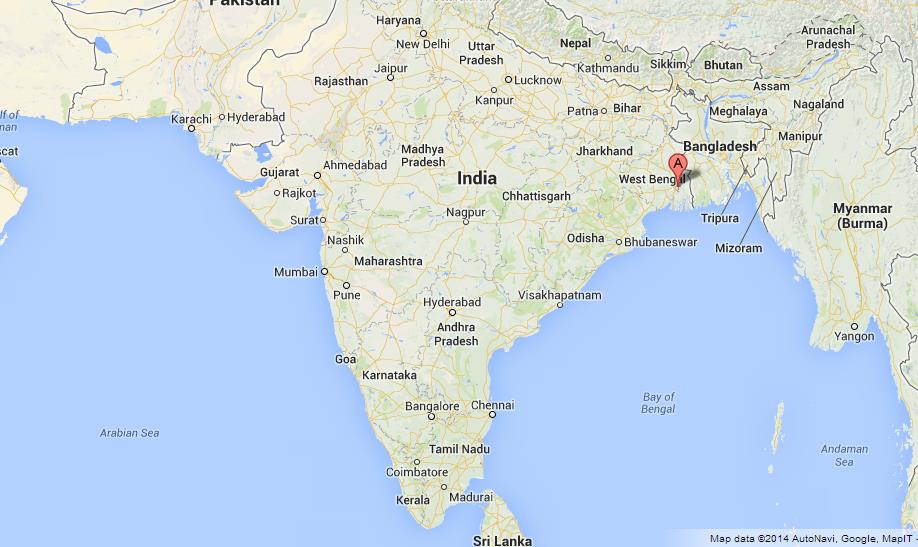 Pakistan
Haryana
New Delhi
Uttar
Pradesh
Nepal
Kathmandu
Sikkim
Bhutan
Arunachal
Pradesh
Assam
Nagaland
Meghalaya
Manipur
Jaipur
Rajasthan
Lucknow
Kanpur
Patna
Bihar
Karachi
Hyderabad
Bangladesh
Jharkhand
Madhya
Pradesh
Gujarat
Ahmedabad
A
West Bengal
India
Rajkot
Chhattisgarh
Surat
Nagpur
Tripura
Myanmar
(Burma)
Nashik
Odisha
Bhubaneswar
Mizoram
Maharashtra
Mumbai
Pune
Visakhapatnam
Hyderabad
Andhra
Pradesh
Yangon
Goa
Karnataka
Bangalore
Chennai
Bay of
Bengal
Arabian Sea
Tamil Nadu
Andaman
Sea
Coimbatore
Kerala
Madurai
Sri Lanka
Map data ©2014 AutoNavi, Google, MapIT -